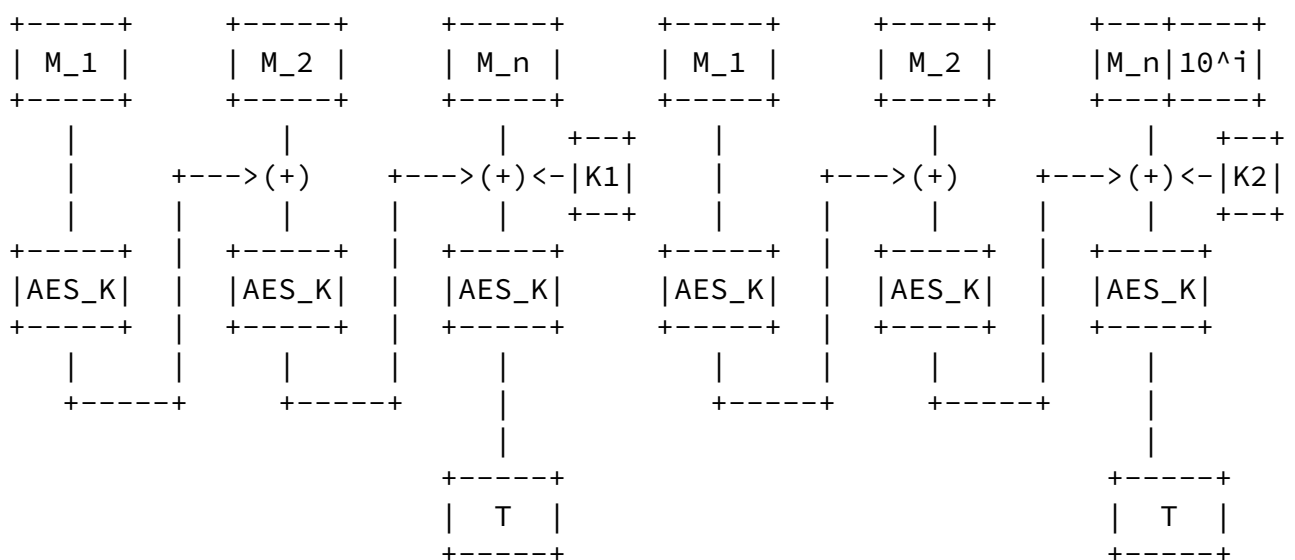 M_1 M_2 M_n M_1 M_2 M_n 10^i
(+) (+) K1 (+) (+) K2
AES_K AES_K AES_K AES_K AES_K AES_K
T T